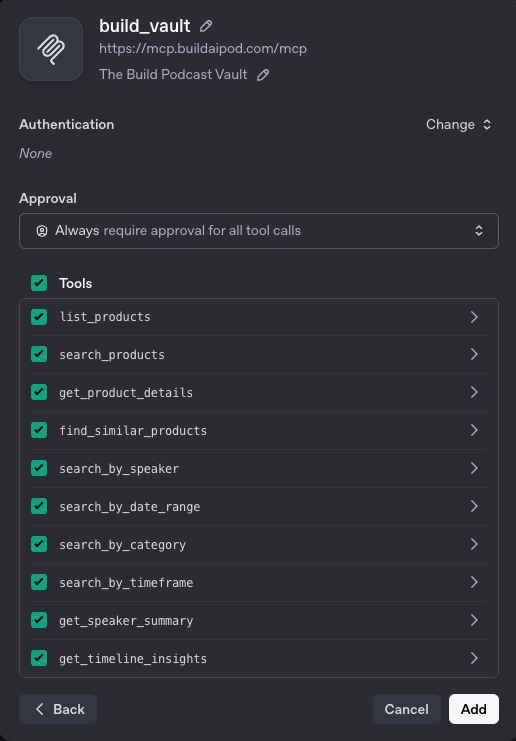 build_vault
https://mcp.buildaipod.com/mcp
The Build Podcast Vault
Authentication
Change
None
Approval
Always require approval for all tool calls
Tools
list_products
search_products
get_product_details
find_similar_products
search_by_speaker
search_by_date_range
search_by_category
search_by_timeframe
get_speaker_summary
get_timeline_insights
Back
Cancel
Add